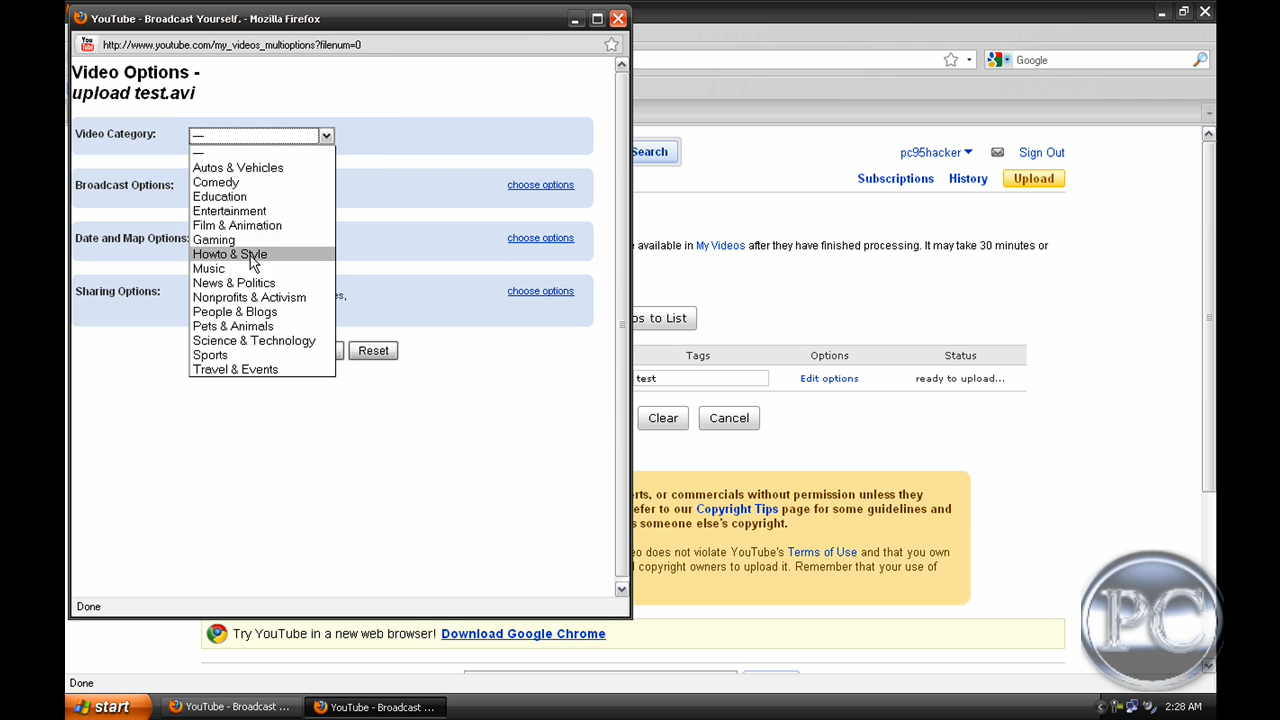 YouTube - Broadcast Yourself. - Mozilla Firefox
You Tube
http://www.youtube.com/my_videos_multioptions?filenum=0
Google
Video Options -
upload test.avi
Video Category:
—
—
Autos & Vehicles
Comedy
Education
Entertainment
Film & Animation
Gaming
Howto & Style
Music
News & Politics
Nonprofits & Activism
People & Blogs
Pets & Animals
Science & Technology
Sports
Travel & Events
Broadcast Options:
choose options
Date and Map Options:
choose options
Sharing Options:
es,
choose options
Reset
Done
Search
pc95hacker
Sign Out
Subscriptions
History
Upload
e available in My Videos after they have finished processing. It may take 30 minutes or
os to List
Tags
Options
Status
test
Edit options
ready to upload...
Clear
Cancel
erts, or commercials without permission unless they
efer to our Copyright Tips page for some guidelines and
s someone else's copyright.
eo does not violate YouTube's Terms of Use and that you own
d copyright owners to upload it. Remember that your use of
PC
Try YouTube in a new web browser! Download Google Chrome
Done
start
YouTube - Broadcast ...
YouTube - Broadcast ...
2:28 AM